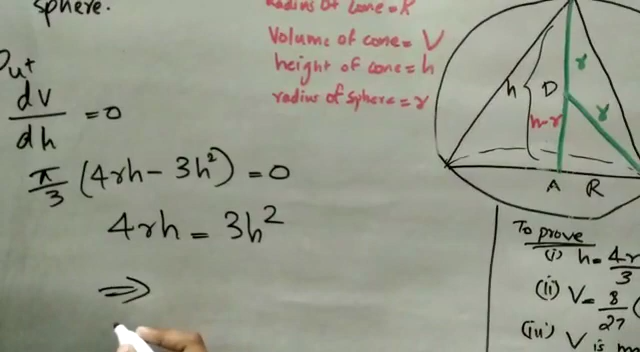 sphere.
Radius of cone = R
Volume of cone = V
height of cone = h
radius of sphere = r
Put
dv/dh = 0
π/3 (4rh - 3h²) = 0
4rh = 3h²
⇒
h
D
r
r
h-r
A
R
To prove
(i) h = 4r/3
(ii) V = 8/27 (
(iii) V is